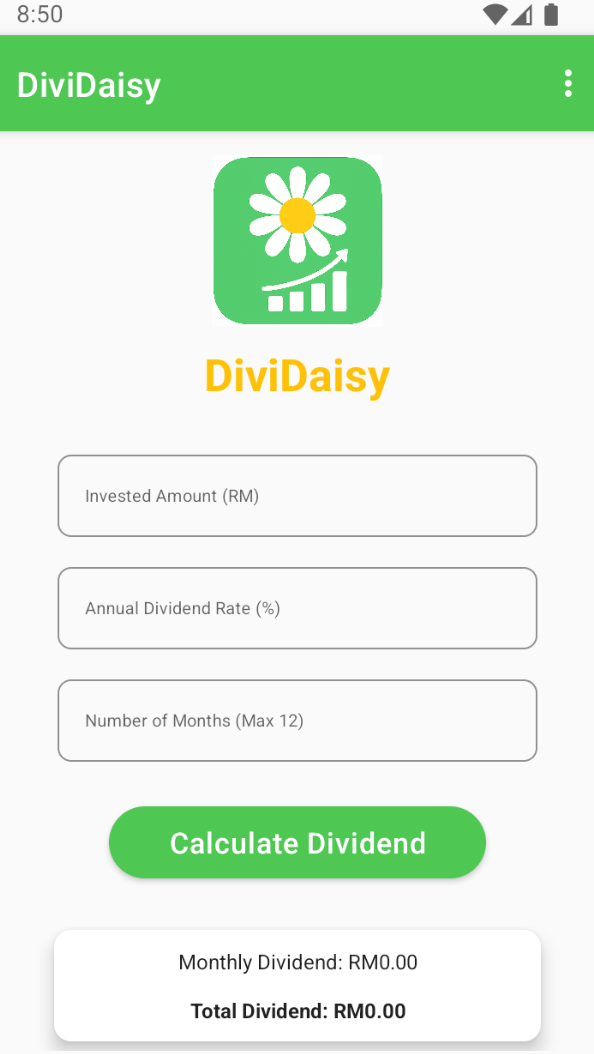 8:50
DiviDaisy
DiviDaisy
Invested Amount (RM)
Annual Dividend Rate (%)
Number of Months (Max 12)
Calculate Dividend
Monthly Dividend: RM0.00
Total Dividend: RM0.00